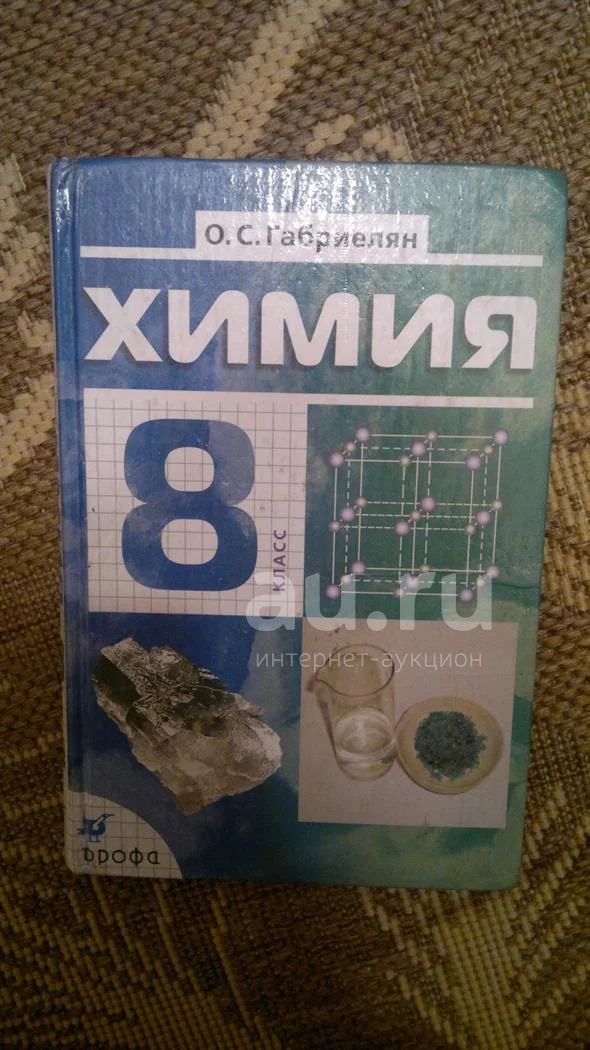 О.С.Габриелян
ХИМИЯ
8
КЛАСС
au.ru
интернет-аукцион
дрофа